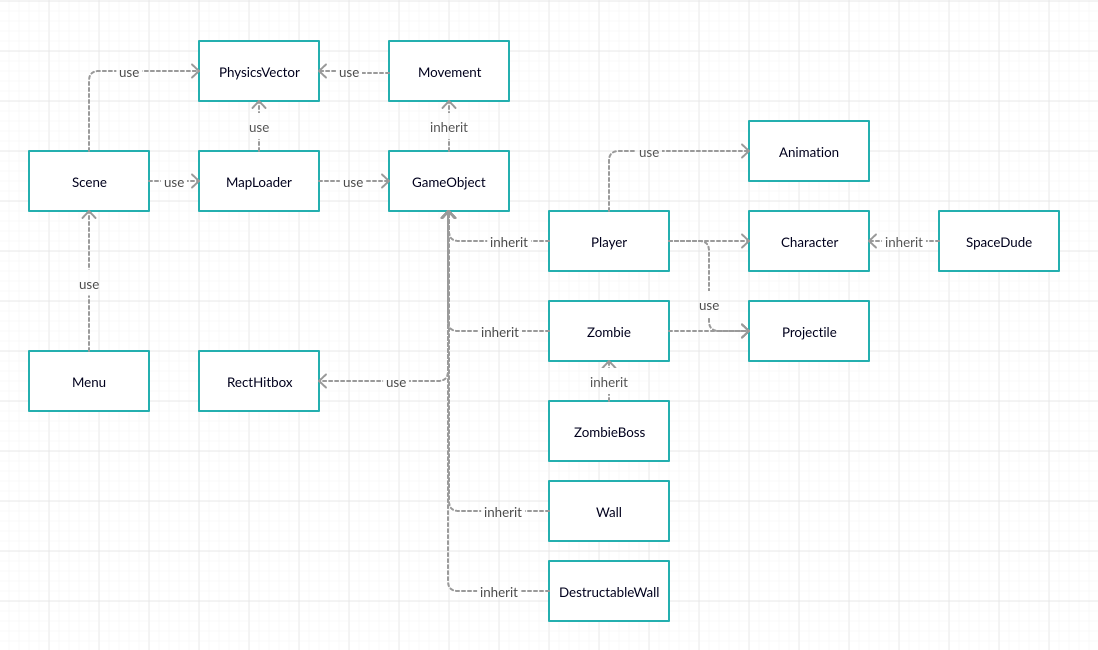 PhysicsVector
Movement
use
use
use
inherit
Animation
use
Scene
use
MapLoader
use
GameObject
inherit
Player
Character
inherit
SpaceDude
use
use
inherit
Zombie
Projectile
Menu
RectHitbox
use
inherit
ZombieBoss
inherit
Wall
inherit
DestructableWall